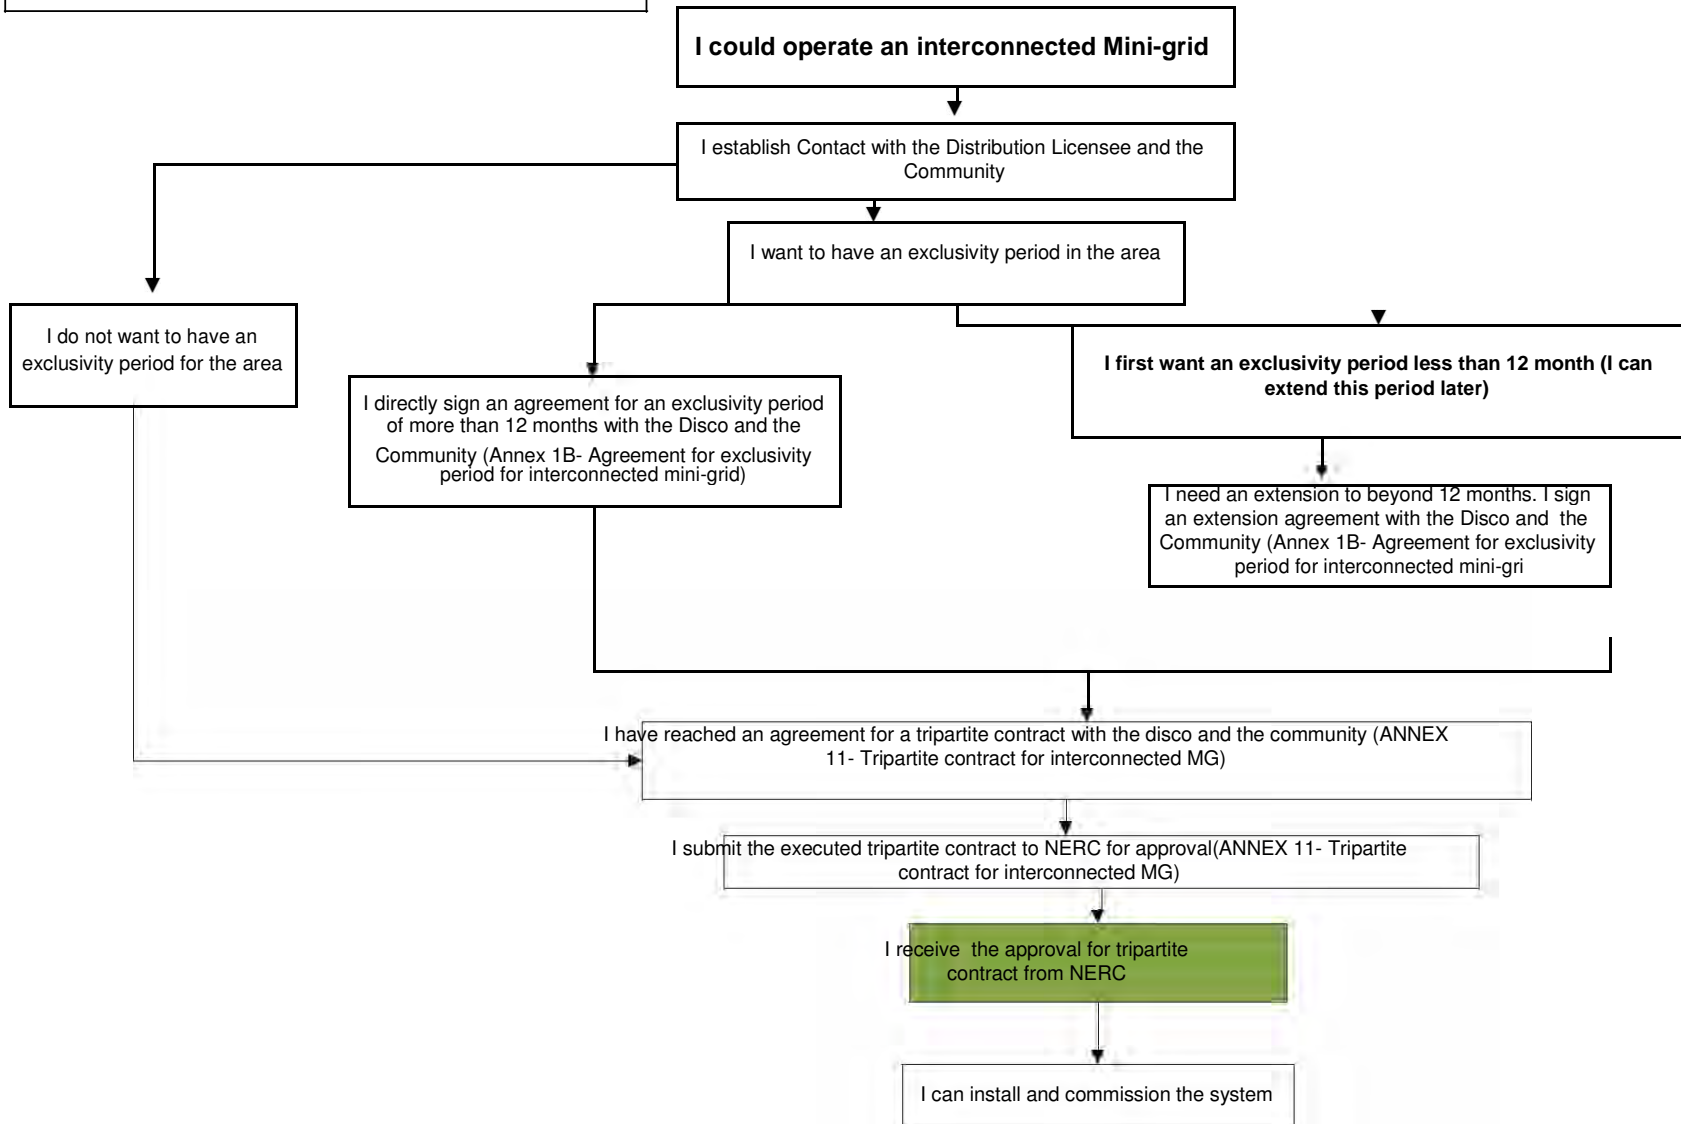 I could operate an interconnected Mini-grid
I establish Contact with the Distribution Licensee and the
Community
I want to have an exclusivity period in the area
I do not want to have an
exclusivity period for the area
I directly sign an agreement for an exclusivity period
of more than 12 months with the Disco and the
Community (Annex 1B- Agreement for exclusivity
period for interconnected mini-grid)
I first want an exclusivity period less than 12 month (I can
extend this period later)
I need an extension to beyond 12 months. I sign
an extension agreement with the Disco and the
Community (Annex 1B- Agreement for exclusivity
period for interconnected mini-gri
I have reached an agreement for a tripartite contract with the disco and the community (ANNEX
11- Tripartite contract for interconnected MG)
I submit the executed tripartite contract to NERC for approval(ANNEX 11- Tripartite
contract for interconnected MG)
I receive the approval for tripartite
contract from NERC
I can install and commission the system